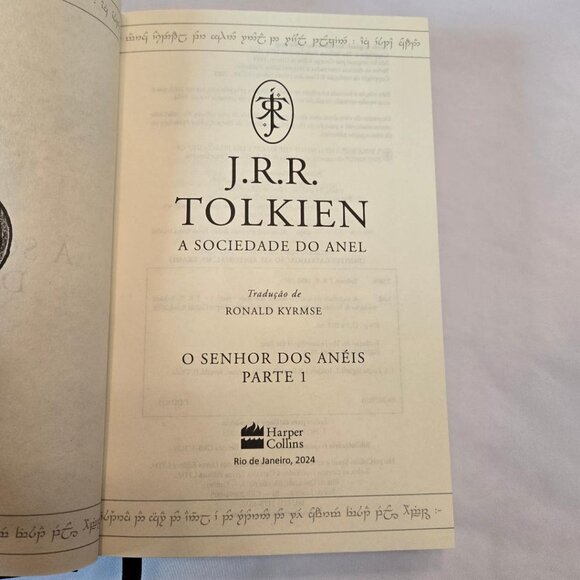 J.R.R.
TOLKIEN
A SOCIEDADE DO ANEL
Tradução de
RONALD KYRMSE
O SENHOR DOS ANÉIS
PARTE 1
Harper
Collins
Rio de Janeiro, 2024